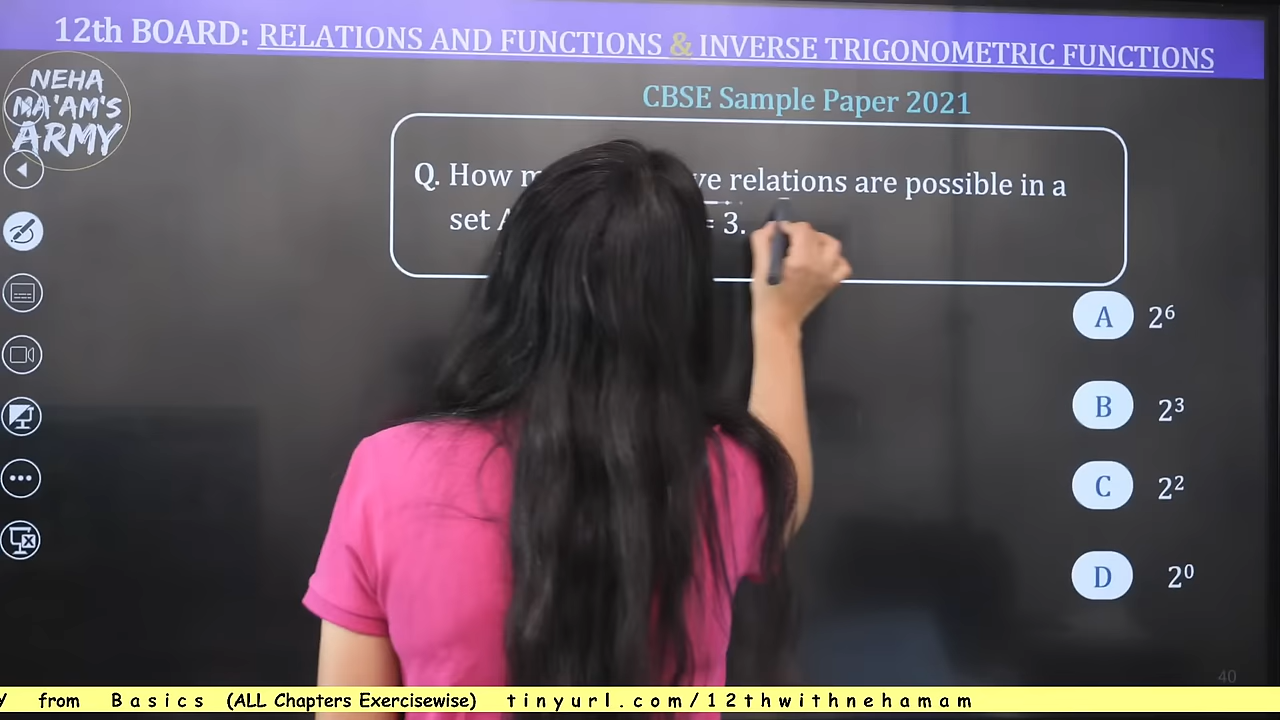 12th BOARD: RELATIONS AND FUNCTIONS & INVERSE TRIGONOMETRIC FUNCTIONS
NEHA
MA'AM'S
ARMY
CBSE Sample Paper 2021
Q. How relations are possible in a
set = 3.
A 2⁶
B 2³
C 2²
D 2⁰
40
from Basics (ALL Chapters Exercisewise) tinyurl.com/12thwithnehamam